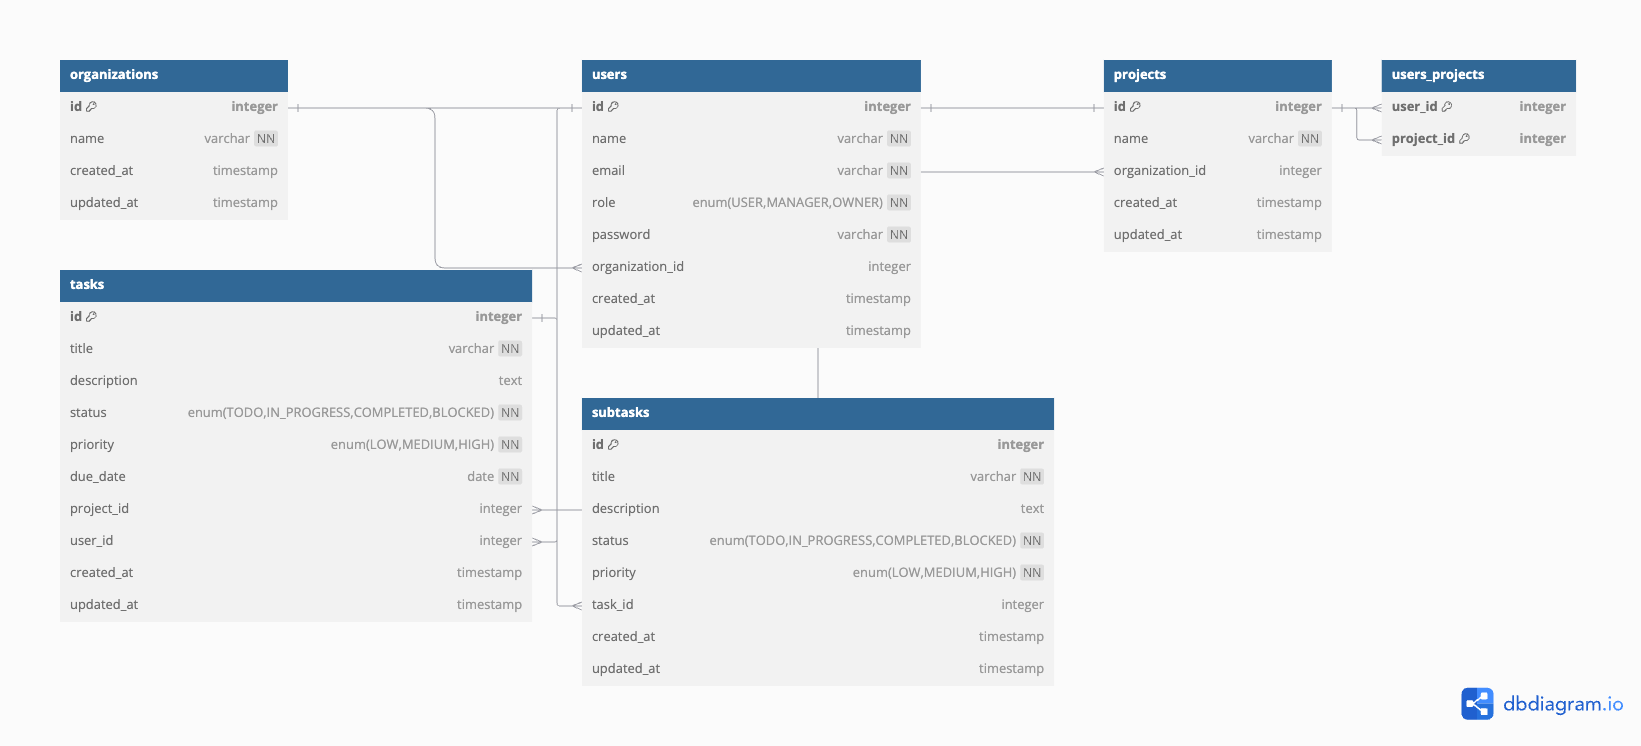 organizations
id integer
name varchar NN
created_at timestamp
updated_at timestamp
users
id integer
name varchar NN
email varchar NN
role enum(USER,MANAGER,OWNER) NN
password varchar NN
organization_id integer
created_at timestamp
updated_at timestamp
projects
id integer
name varchar NN
organization_id integer
created_at timestamp
updated_at timestamp
users_projects
user_id integer
project_id integer
tasks
id integer
title varchar NN
description text
status enum(TODO,IN_PROGRESS,COMPLETED,BLOCKED) NN
priority enum(LOW,MEDIUM,HIGH) NN
due_date date NN
project_id integer
user_id integer
created_at timestamp
updated_at timestamp
subtasks
id integer
title varchar NN
description text
status enum(TODO,IN_PROGRESS,COMPLETED,BLOCKED) NN
priority enum(LOW,MEDIUM,HIGH) NN
task_id integer
created_at timestamp
updated_at timestamp
dbdiagram.io